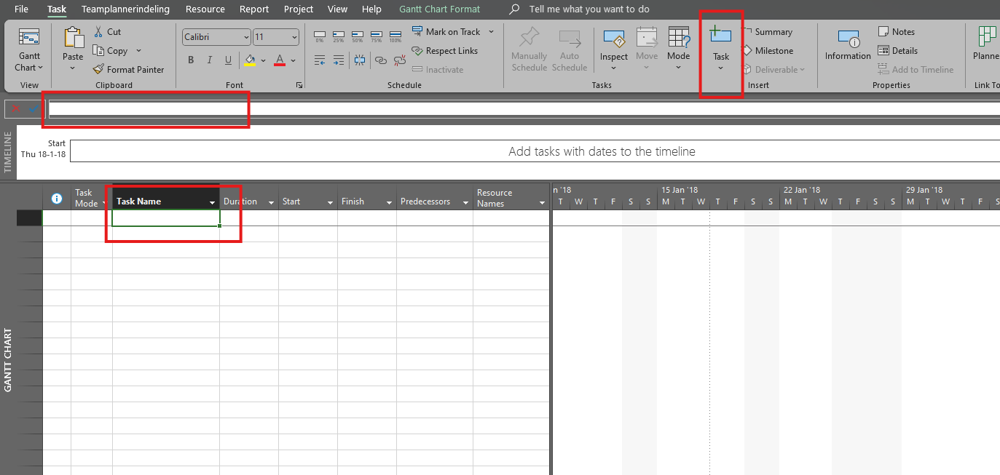 File Task Teamplannerindeling Resource Report Project View Help Gantt Chart Format Tell me what you want to do
Gantt Chart
Paste
Cut
Copy
Format Painter
Calibri 11
B I U A
0% 25% 50% 75% 100%
Mark on Track
Respect Links
Inactivate
Manually Schedule
Auto Schedule
Inspect
Move
Mode
Task
Summary
Milestone
Deliverable
Information
Notes
Details
Add to Timeline
Planne
View Clipboard Font Schedule Tasks Insert Properties Link To
TIMELINE
Start
Thu 18-1-18
Add tasks with dates to the timeline
GANTT CHART
Task Mode
Task Name
Duration
Start
Finish
Predecessors
Resource Names
n '18 15 Jan '18 22 Jan '18 29 Jan '18
T W T F S S M T W T F S S M T W T F S S M T W T F S